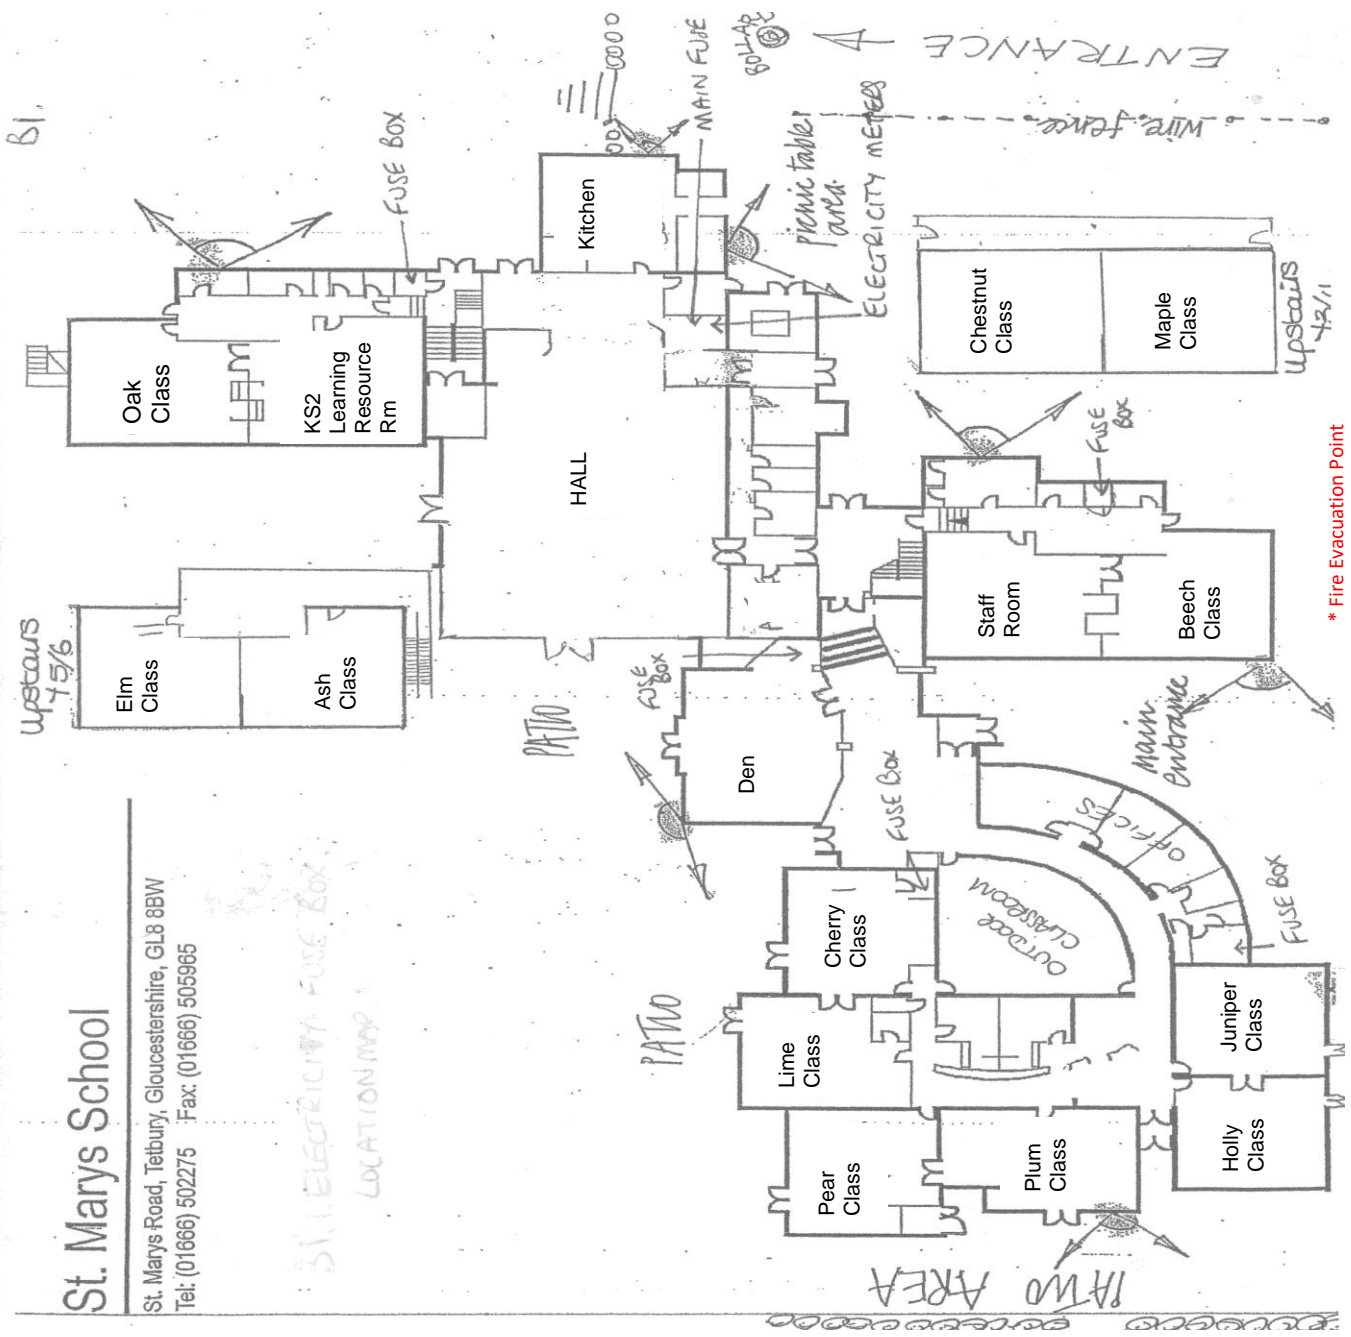 St. Marys School
St. Marys Road, Tetbury, Gloucestershire, GL8 8BW
Tel: (01666) 502275 Fax: (01666) 505965
ELECTRICITY FUSE BOX
LOCATION MAP
B1.
Upstairs
Y5/6
Elm
Class
Ash
Class
Oak
Class
KS2
Learning
Resource
Rm
FUSE BOX
Kitchen
MAIN FUSE
BOLLARD
ENTRANCE
wire fence
Picnic table
area.
ELECTRICITY METERS
HALL
PATIO
FUSE
BOX
Den
Chestnut
Class
Maple
Class
Upstairs
FUSE
BOX
Staff
Room
Beech
Class
* Fire Evacuation Point
Main
Entrance
OFFICES
FUSE BOX
FUSE BOX
OUTDOOR
CLASSROOM
Cherry
Class
PATIO
Lime
Class
Pear
Class
Plum
Class
Juniper
Class
Holly
Class
PATIO AREA